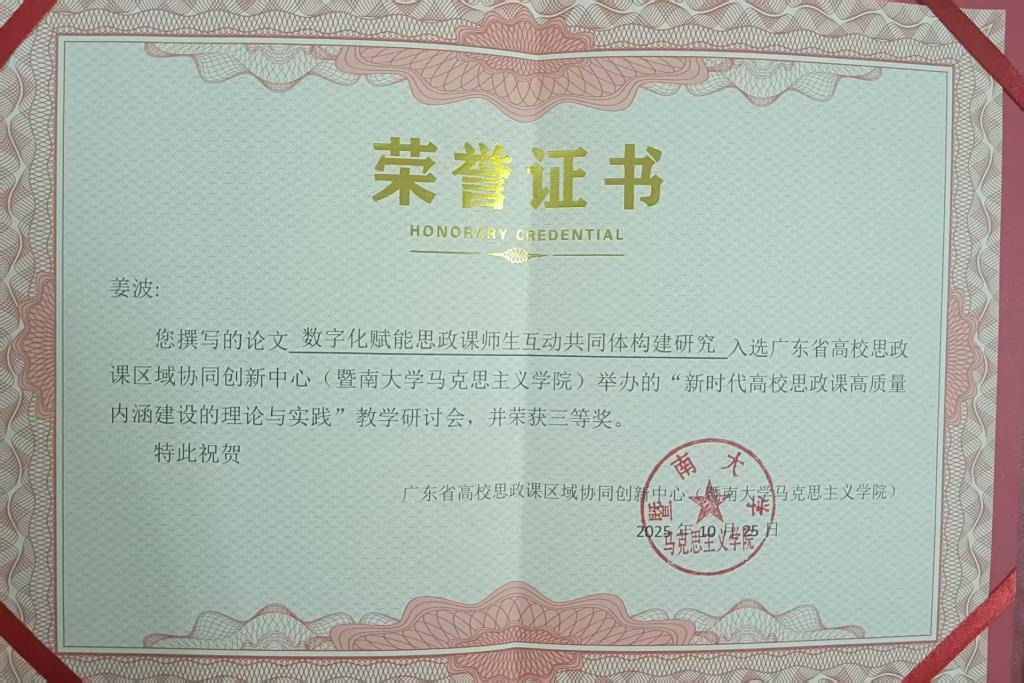 荣誉证书
HONORARY CREDENTIAL
姜波:
您撰写的论文 数字化赋能思政课师生互动共同体构建研究 入选广东省高校思政
课区域协同创新中心（暨南大学马克思主义学院）举办的“新时代高校思政课高质量
内涵建设的理论与实践”教学研讨会，并荣获三等奖。
特此祝贺
广东省高校思政课区域协同创新中心（暨南大学马克思主义学院）
2025 年 10 月 25 日
暨南大学
马克思主义学院